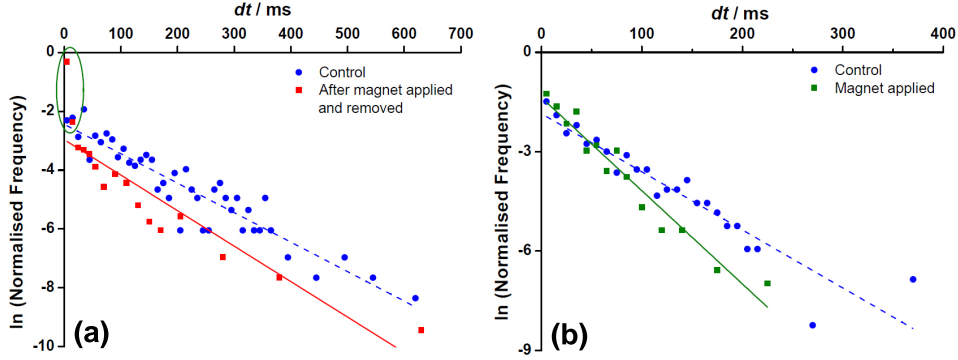 dt / ms
0 100 200 300 400 500 600 700
0
-2
-4
-6
-8
-10
ln (Normalised Frequency)
Control
After magnet applied
and removed
(a)
dt / ms
0 100 200 300 400
0
-3
-6
-9
ln (Normalised Frequency)
Control
Magnet applied
(b)